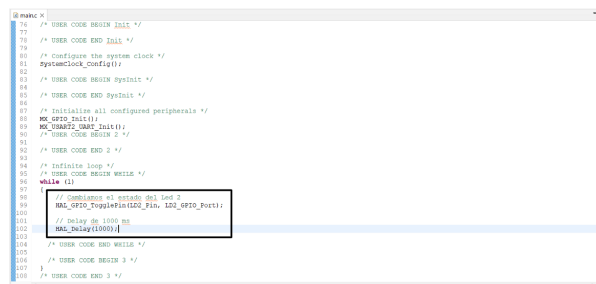 main.c
76 /* USER CODE BEGIN Init */
77
78 /* USER CODE END Init */
79
80 /* Configure the system clock */
81 SystemClock_Config();
82
83 /* USER CODE BEGIN SysInit */
84
85 /* USER CODE END SysInit */
86
87 /* Initialize all configured peripherals */
88 MX_GPIO_Init();
89 MX_USART2_UART_Init();
90 /* USER CODE BEGIN 2 */
91
92 /* USER CODE END 2 */
93
94 /* Infinite loop */
95 /* USER CODE BEGIN WHILE */
96 while (1)
97 {
98 // Cambiamos el estado del Led 2
99 HAL_GPIO_TogglePin(LD2_Pin, LD2_GPIO_Port);
100
101 // Delay de 1000 ms
102 HAL_Delay(1000);
103
104 /* USER CODE END WHILE */
105
106 /* USER CODE BEGIN 3 */
107 }
108 /* USER CODE END 3 */